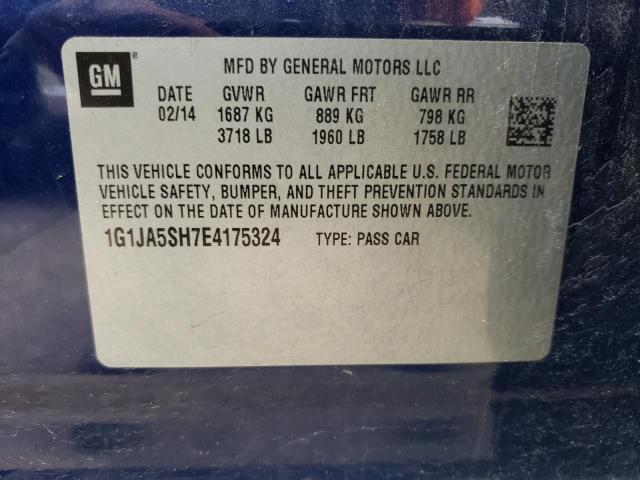 GM
®
MFD BY GENERAL MOTORS LLC
DATE GVWR GAWR FRT GAWR RR
02/14 1687 KG 889 KG 798 KG
3718 LB 1960 LB 1758 LB
THIS VEHICLE CONFORMS TO ALL APPLICABLE U.S. FEDERAL MOTOR
VEHICLE SAFETY, BUMPER, AND THEFT PREVENTION STANDARDS IN
EFFECT ON THE DATE OF MANUFACTURE SHOWN ABOVE.
1G1JA5SH7E4175324 TYPE: PASS CAR